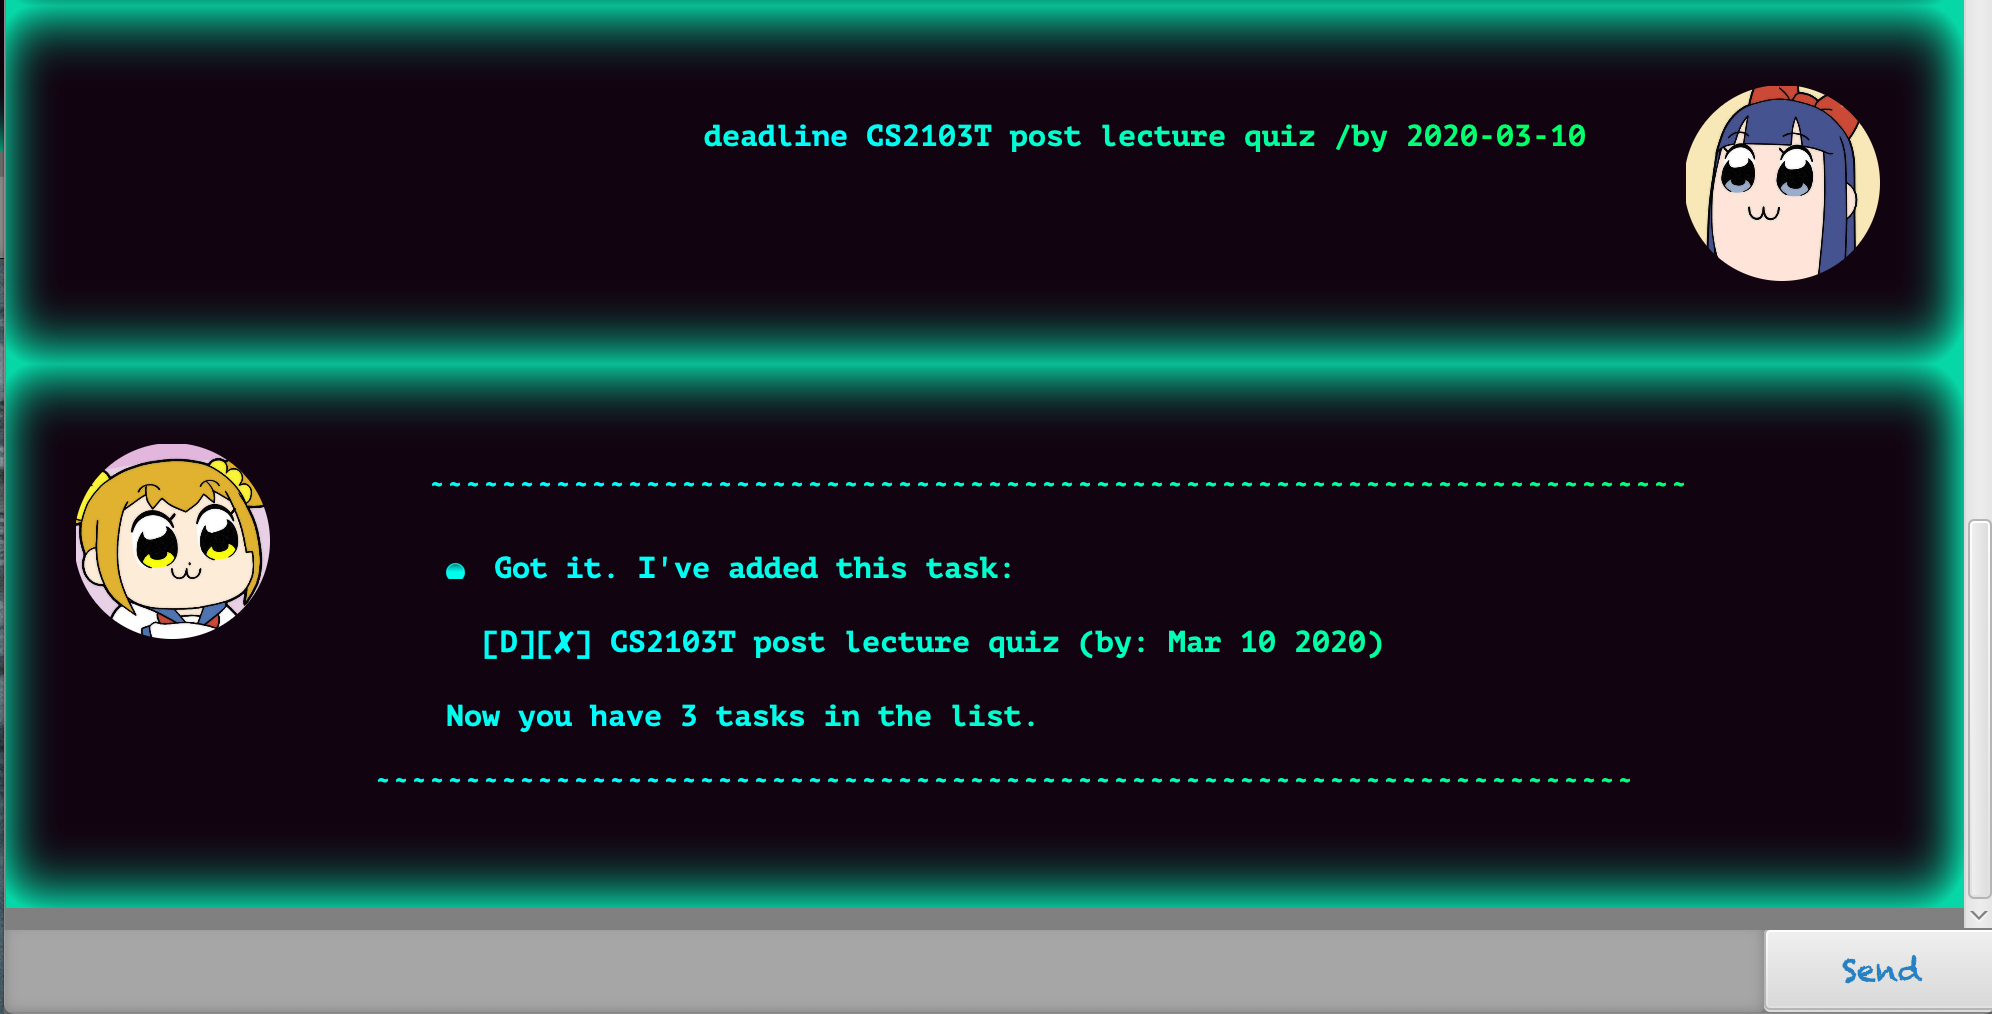 deadline CS2103T post lecture quiz /by 2020-03-10
~~~~~~~~~~~~~~~~~~~~~~~~~~~~~~~~~~~~~~~~~~~~~~~~~~~~~~~~~~~~~~~~~~~~~~
● Got it. I've added this task:
[D][✘] CS2103T post lecture quiz (by: Mar 10 2020)
Now you have 3 tasks in the list.
~~~~~~~~~~~~~~~~~~~~~~~~~~~~~~~~~~~~~~~~~~~~~~~~~~~~~~~~~~~~~~~~~~~~~~
Send